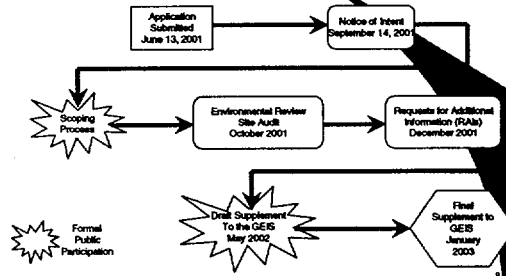 Application
Submitted
June 13, 2001
Notice of Intent
September 14, 2001
Scoping
Process
Environmental Review
Site Audit
October 2001
Requests for Additional
Information (RAIs)
December 2001
Draft Supplement
To the GEIS
May 2002
Final
Supplement to
GEIS
January
2003
Formal
Public
Participation